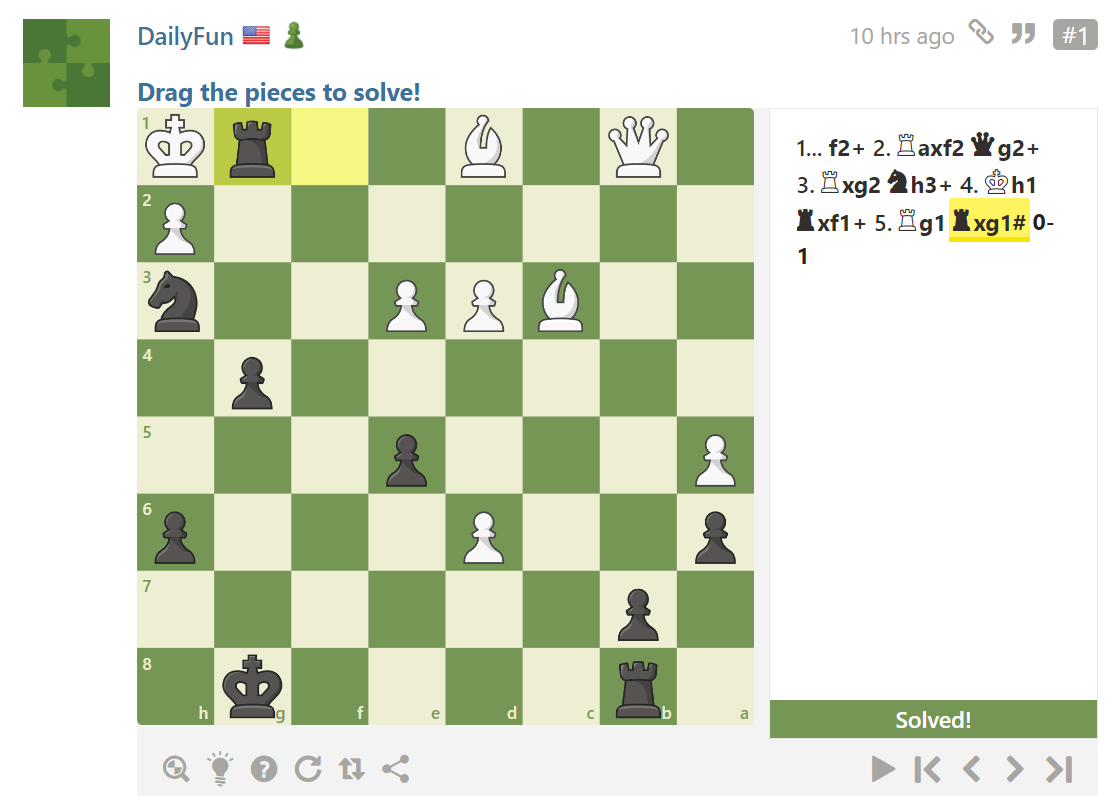 DailyFun
10 hrs ago
#1
Drag the pieces to solve!
1
2
3
4
5
6
7
8
h g f e d c b a
1... f2+ 2. ♖axf2 ♛g2+
3. ♖xg2 ♞h3+ 4. ♔h1
♜xf1+ 5. ♖g1 ♜xg1# 0-
1
Solved!